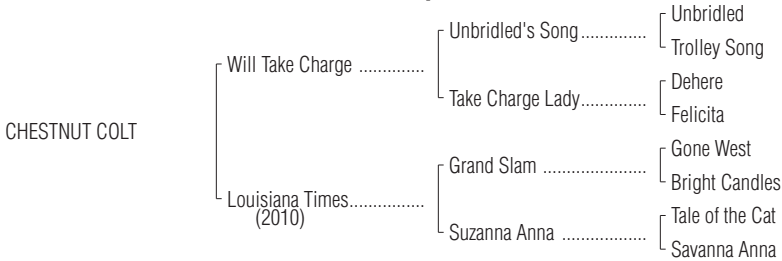 Unbridled
Unbridled's Song..............
Trolley Song
Will Take Charge ..............
Dehere
Take Charge Lady..............
Felicita
CHESTNUT COLT
Gone West
Grand Slam ......................
Bright Candles
Louisiana Times................
(2010)
Tale of the Cat
Suzanna Anna ..................
Savanna Anna